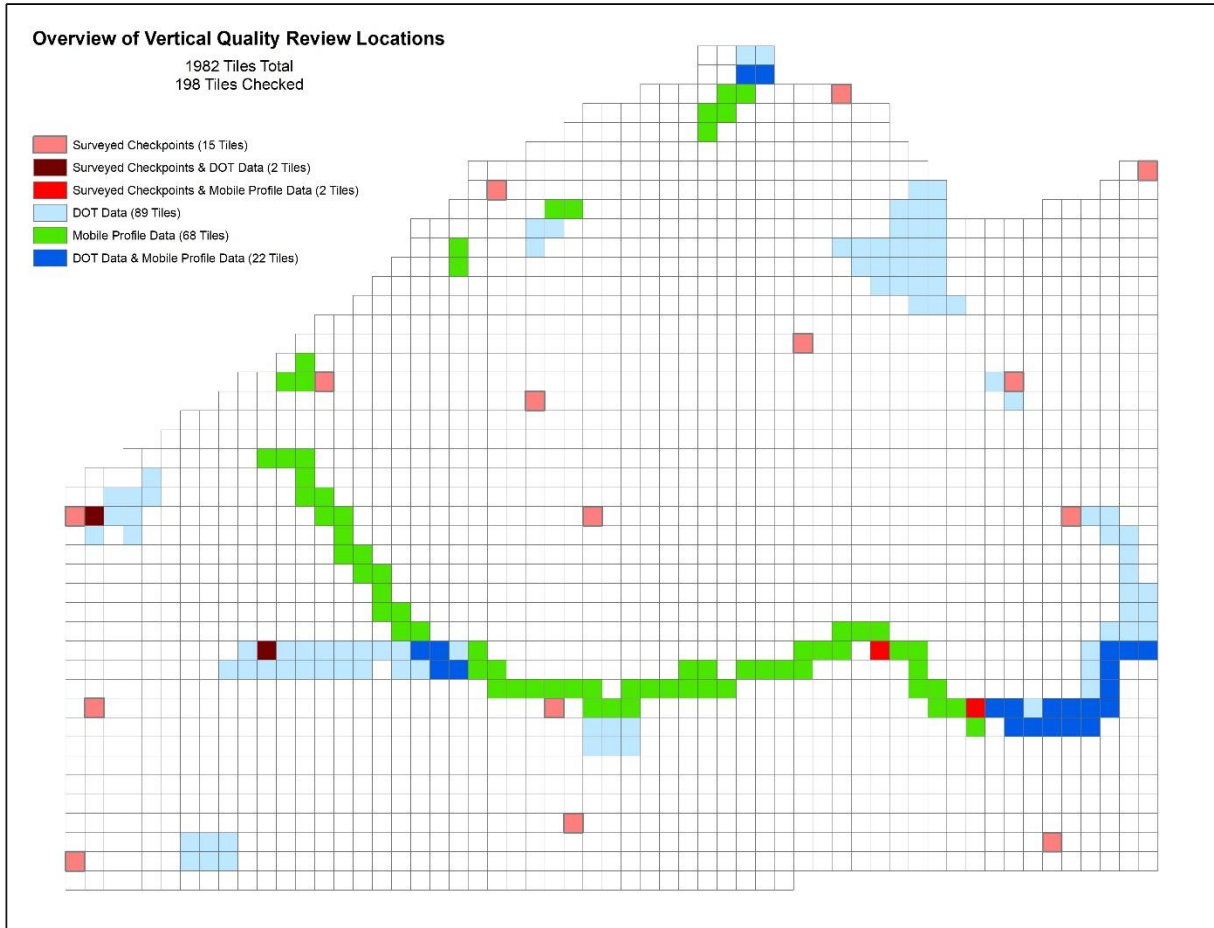 Overview of Vertical Quality Review Locations
1982 Tiles Total
198 Tiles Checked
Surveyed Checkpoints (15 Tiles)
Surveyed Checkpoints & DOT Data (2 Tiles)
Surveyed Checkpoints & Mobile Profile Data (2 Tiles)
DOT Data (89 Tiles)
Mobile Profile Data (68 Tiles)
DOT Data & Mobile Profile Data (22 Tiles)